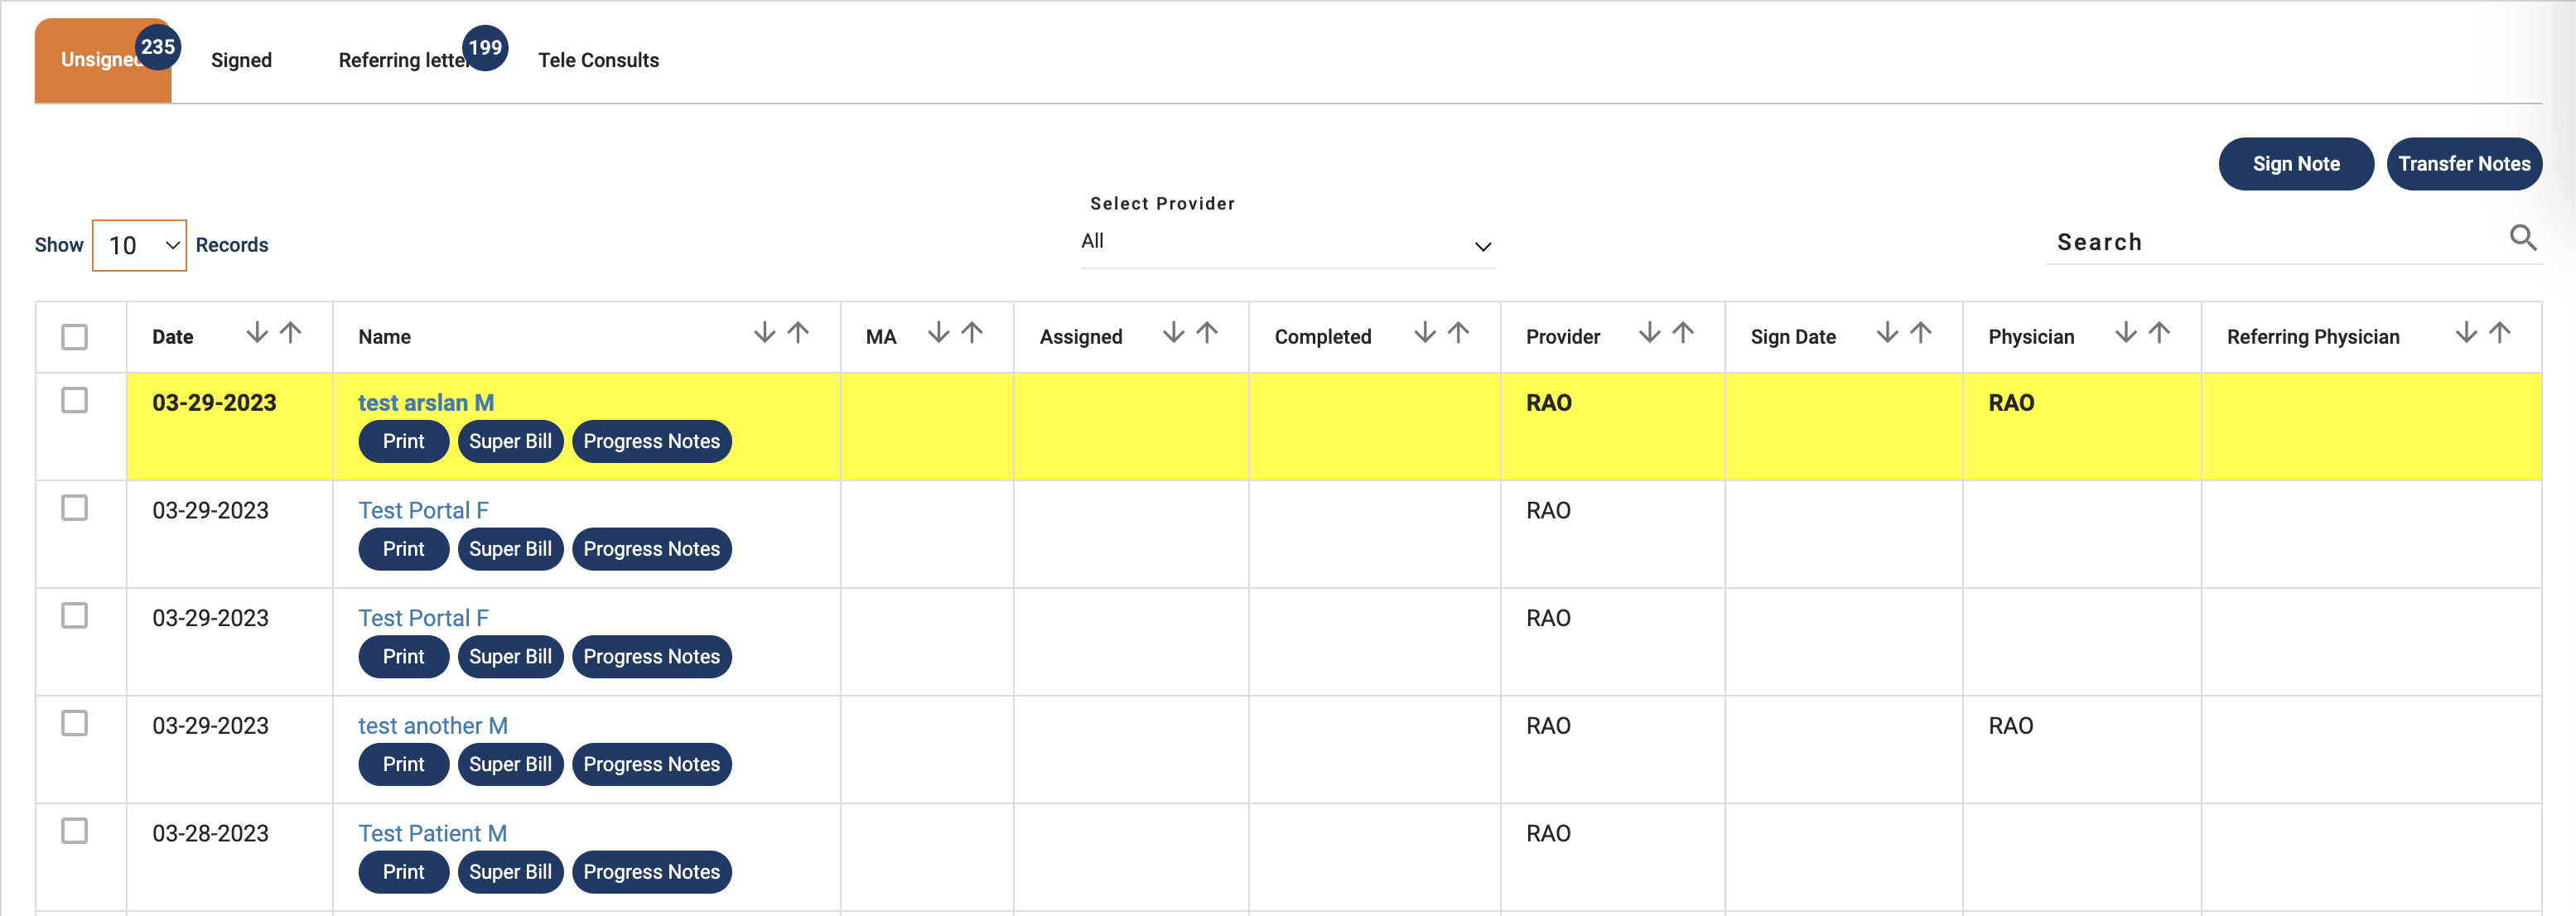 Unsigned 235 Signed Referring letter 199 Tele Consults
Sign Note Transfer Notes
Select Provider
Show 10 Records All Search
Date Name MA Assigned Completed Provider Sign Date Physician Referring Physician
03-29-2023 test arslan M RAO RAO
Print Super Bill Progress Notes
03-29-2023 Test Portal F RAO
Print Super Bill Progress Notes
03-29-2023 Test Portal F RAO
Print Super Bill Progress Notes
03-29-2023 test another M RAO RAO
Print Super Bill Progress Notes
03-28-2023 Test Patient M RAO
Print Super Bill Progress Notes